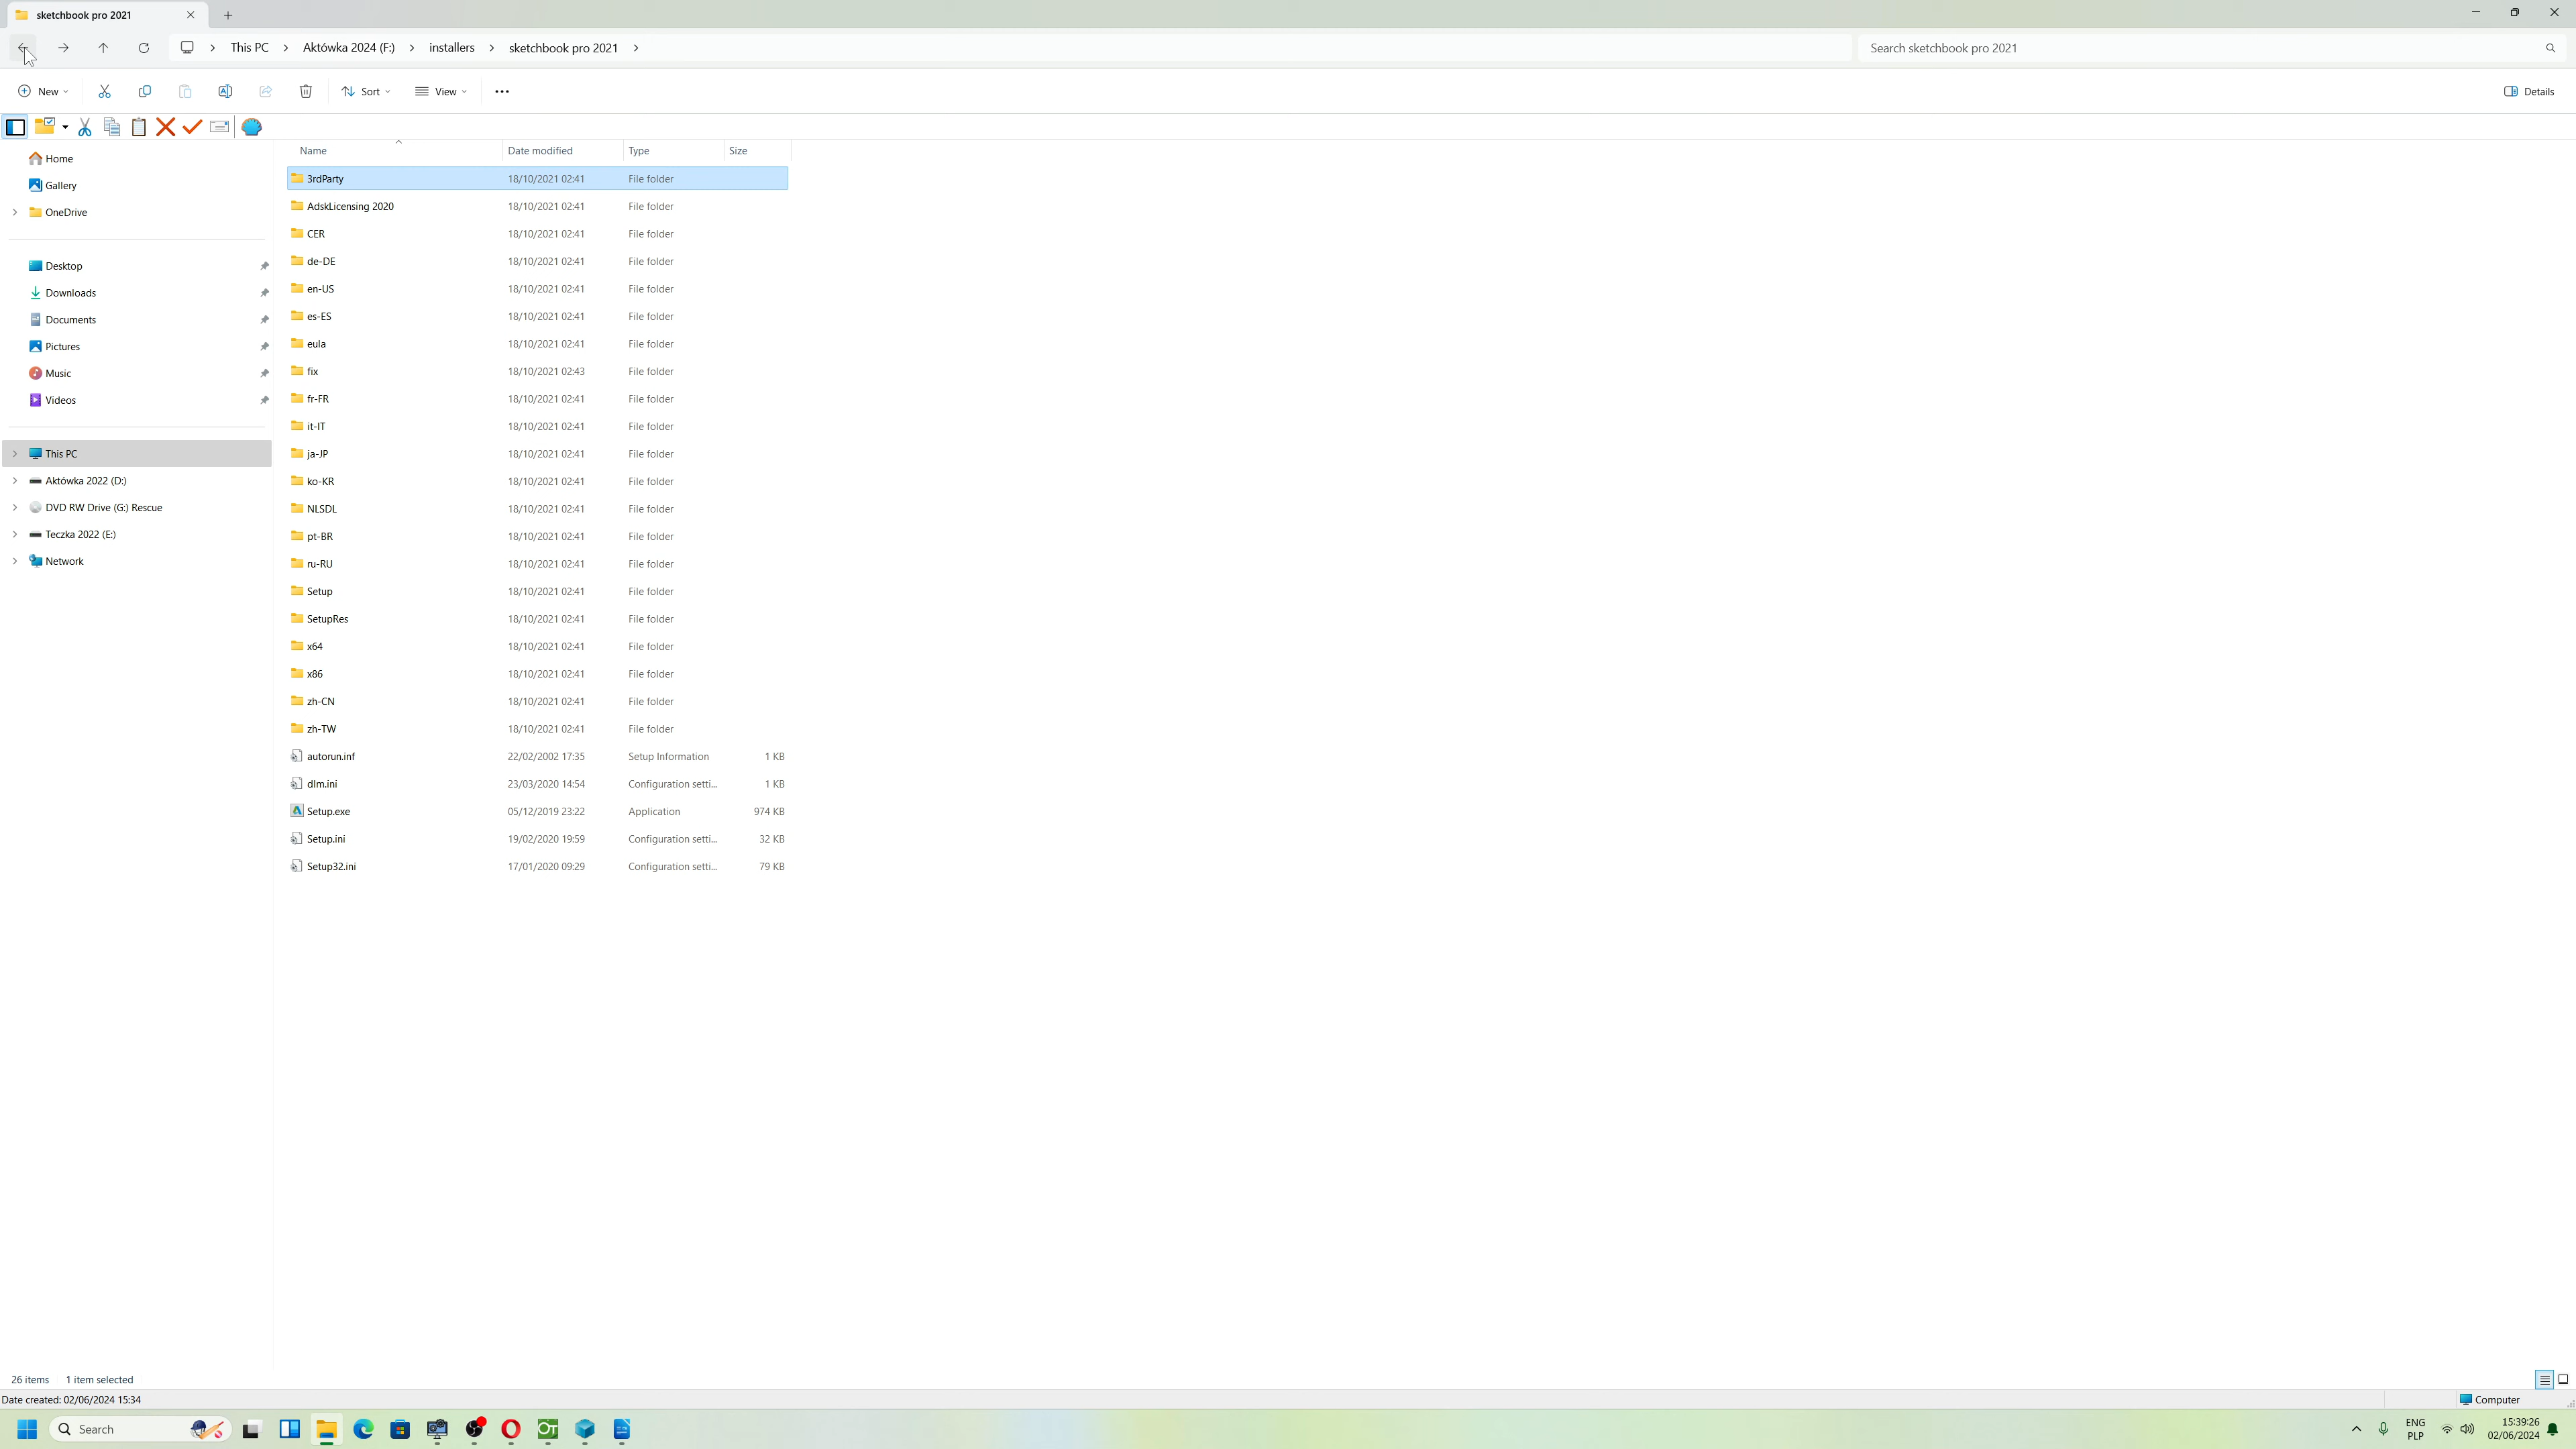 sketchbook pro 2021
This PC > Aktówka 2024 (F:) > installers > sketchbook pro 2021 >
Search sketchbook pro 2021
New
Sort
View
Details
Home
Gallery
OneDrive
Desktop
Downloads
Documents
Pictures
Music
Videos
This PC
Aktówka 2022 (D:)
DVD RW Drive (G:) Rescue
Teczka 2022 (E:)
Network
Name Date modified Type Size
3rdParty 18/10/2021 02:41 File folder
AdskLicensing 2020 18/10/2021 02:41 File folder
CER 18/10/2021 02:41 File folder
de-DE 18/10/2021 02:41 File folder
en-US 18/10/2021 02:41 File folder
es-ES 18/10/2021 02:41 File folder
eula 18/10/2021 02:41 File folder
fix 18/10/2021 02:43 File folder
fr-FR 18/10/2021 02:41 File folder
it-IT 18/10/2021 02:41 File folder
ja-JP 18/10/2021 02:41 File folder
ko-KR 18/10/2021 02:41 File folder
NLSDL 18/10/2021 02:41 File folder
pt-BR 18/10/2021 02:41 File folder
ru-RU 18/10/2021 02:41 File folder
Setup 18/10/2021 02:41 File folder
SetupRes 18/10/2021 02:41 File folder
x64 18/10/2021 02:41 File folder
x86 18/10/2021 02:41 File folder
zh-CN 18/10/2021 02:41 File folder
zh-TW 18/10/2021 02:41 File folder
autorun.inf 22/02/2002 17:35 Setup Information 1 KB
dlm.ini 23/03/2020 14:54 Configuration setti... 1 KB
Setup.exe 05/12/2019 23:22 Application 974 KB
Setup.ini 19/02/2020 19:59 Configuration setti... 32 KB
Setup32.ini 17/01/2020 09:29 Configuration setti... 79 KB
26 items 1 item selected
Date created: 02/06/2024 15:34
Computer
Search
OT
ENG
PLP
15:39:26
02/06/2024